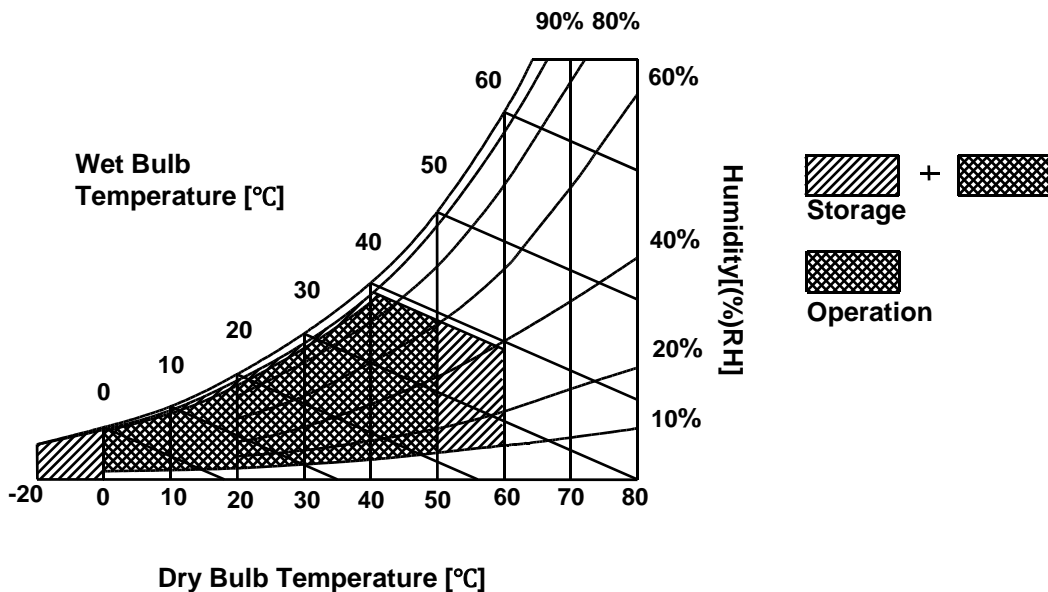 90% 80%
60
60%
50
Wet Bulb
Temperature [℃]
40
40%
Humidity[(%)RH]
30
20
20%
10
10%
0
-20 0 10 20 30 40 50 60 70 80
Dry Bulb Temperature [℃]
+
Storage
Operation